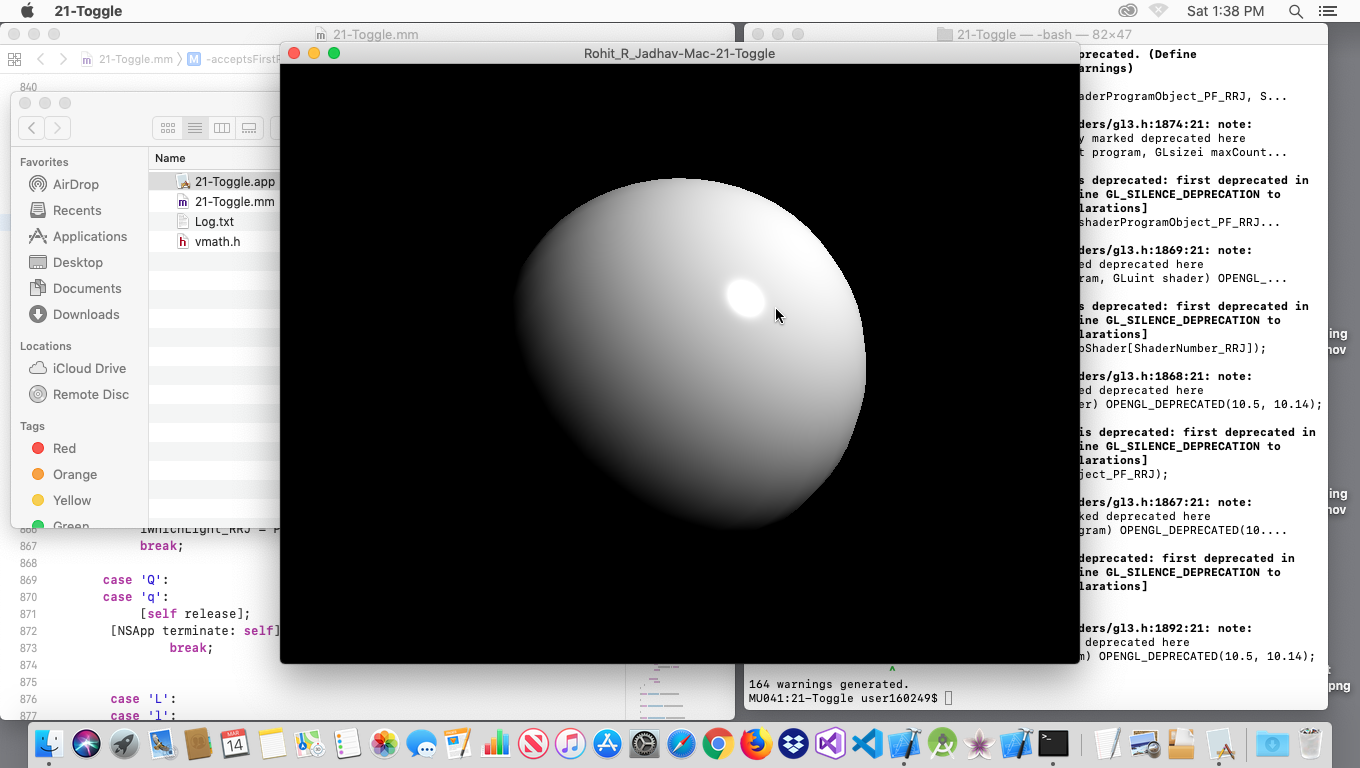 21-Toggle
Sat 1:38 PM
21-Toggle.mm
21-Toggle — -bash — 82×47
21-Toggle.mm
-acceptsFirstR
Rohit_R_Jadhav-Mac-21-Toggle
840
Favorites
AirDrop
Recents
Applications
Desktop
Documents
Downloads
Locations
iCloud Drive
Remote Disc
Tags
Red
Orange
Yellow
Green
Name
21-Toggle.app
21-Toggle.mm
Log.txt
vmath.h
iWhichLight_RRJ = P
867 break;
868
869 case 'Q':
870 case 'q':
871 [self release];
872 [NSApp terminate: self]
873 break;
874
875
876 case 'L':
877 case 'l':
precated. (Define
arnings)
aderProgramObject_PF_RRJ, S...
ders/gl3.h:1874:21: note:
y marked deprecated here
t program, GLsizei maxCount...
s deprecated: first deprecated in
ine GL_SILENCE_DEPRECATION to
larations]
shaderProgramObject_PF_RRJ...
ders/gl3.h:1869:21: note:
ed deprecated here
ram, GLuint shader) OPENGL_...
s deprecated: first deprecated in
ine GL_SILENCE_DEPRECATION to
larations]
pShader[ShaderNumber_RRJ]);
ders/gl3.h:1868:21: note:
ed deprecated here
er) OPENGL_DEPRECATED(10.5, 10.14);
is deprecated: first deprecated in
ine GL_SILENCE_DEPRECATION to
larations]
ject_PF_RRJ);
ders/gl3.h:1867:21: note:
ked deprecated here
gram) OPENGL_DEPRECATED(10....
deprecated: first deprecated in
ine GL_SILENCE_DEPRECATION to
larations]
ders/gl3.h:1892:21: note:
deprecated here
m) OPENGL_DEPRECATED(10.5, 10.14);
^
164 warnings generated.
MU041:21-Toggle user160249$
ing
nov
ing
nov
t
png
MAR
14